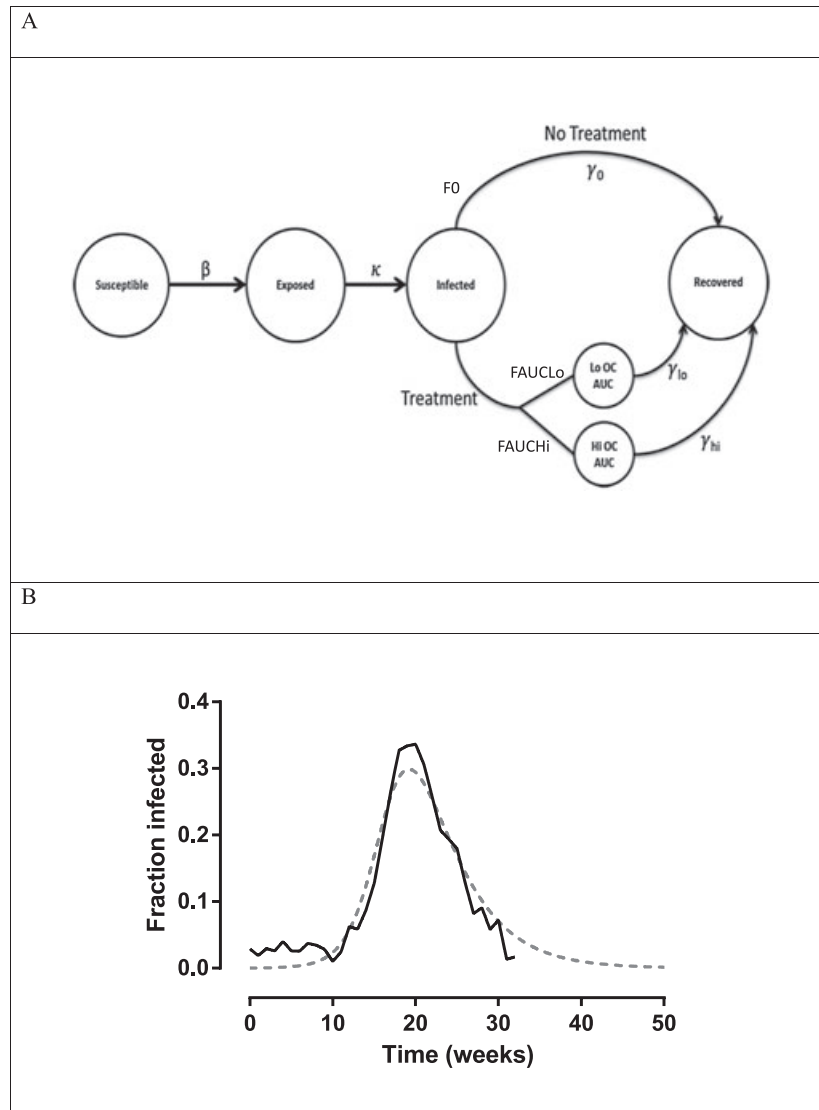 A
No Treatment
F0
γ₀
β
κ
Susceptible
Exposed
Infected
Recovered
FAUCLo
Lo OC
AUC
γlo
Treatment
FAUCHi
Hi OC
AUC
γhi
B
Fraction infected
0.4
0.3
0.2
0.1
0.0
0
10
20
30
40
50
Time (weeks)